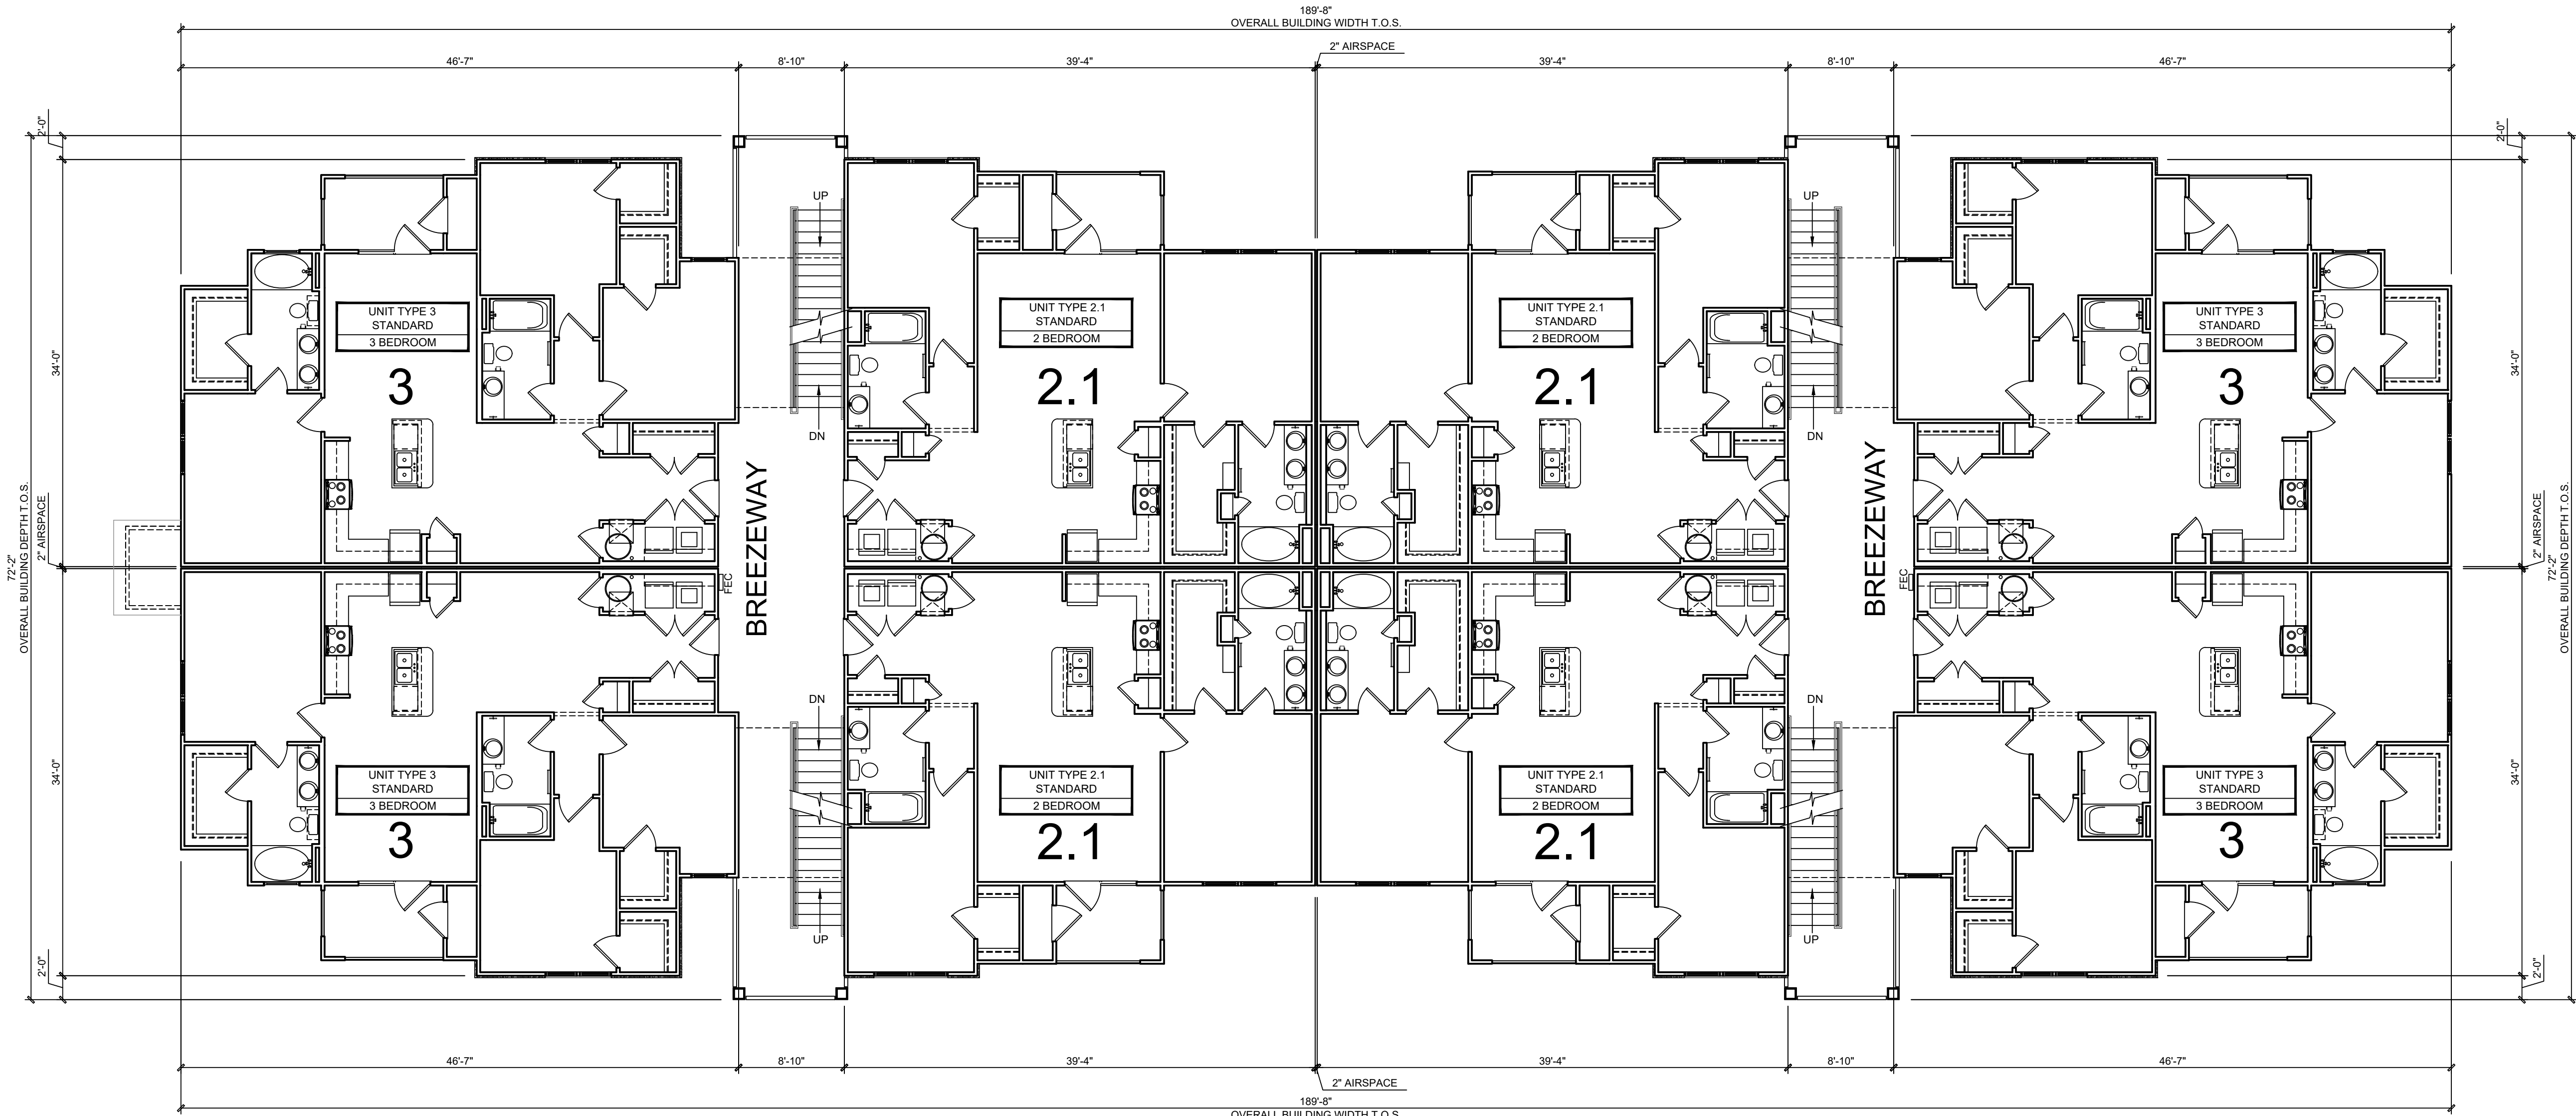 189'-8"
OVERALL BUILDING WIDTH T.O.S.
2" AIRSPACE
46'-7"
8'-10"
39'-4"
39'-4"
8'-10"
46'-7"
2'-0"
2'-0"
UP
UP
UNIT TYPE 3
STANDARD
3 BEDROOM
3
UNIT TYPE 2.1
STANDARD
2 BEDROOM
2.1
UNIT TYPE 2.1
STANDARD
2 BEDROOM
2.1
UNIT TYPE 3
STANDARD
3 BEDROOM
3
34'-0"
34'-0"
DN
DN
72'-2"
OVERALL BUILDING DEPTH T.O.S.
2" AIRSPACE
BREEZEWAY
FEC
BREEZEWAY
FEC
2" AIRSPACE
72'-2"
OVERALL BUILDING DEPTH T.O.S.
DN
DN
34'-0"
34'-0"
UNIT TYPE 3
STANDARD
3 BEDROOM
3
UNIT TYPE 2.1
STANDARD
2 BEDROOM
2.1
UNIT TYPE 2.1
STANDARD
2 BEDROOM
2.1
UNIT TYPE 3
STANDARD
3 BEDROOM
3
UP
UP
2'-0"
2'-0"
46'-7"
8'-10"
39'-4"
39'-4"
8'-10"
46'-7"
2" AIRSPACE
189'-8"
OVERALL BUILDING WIDTH T.O.S.